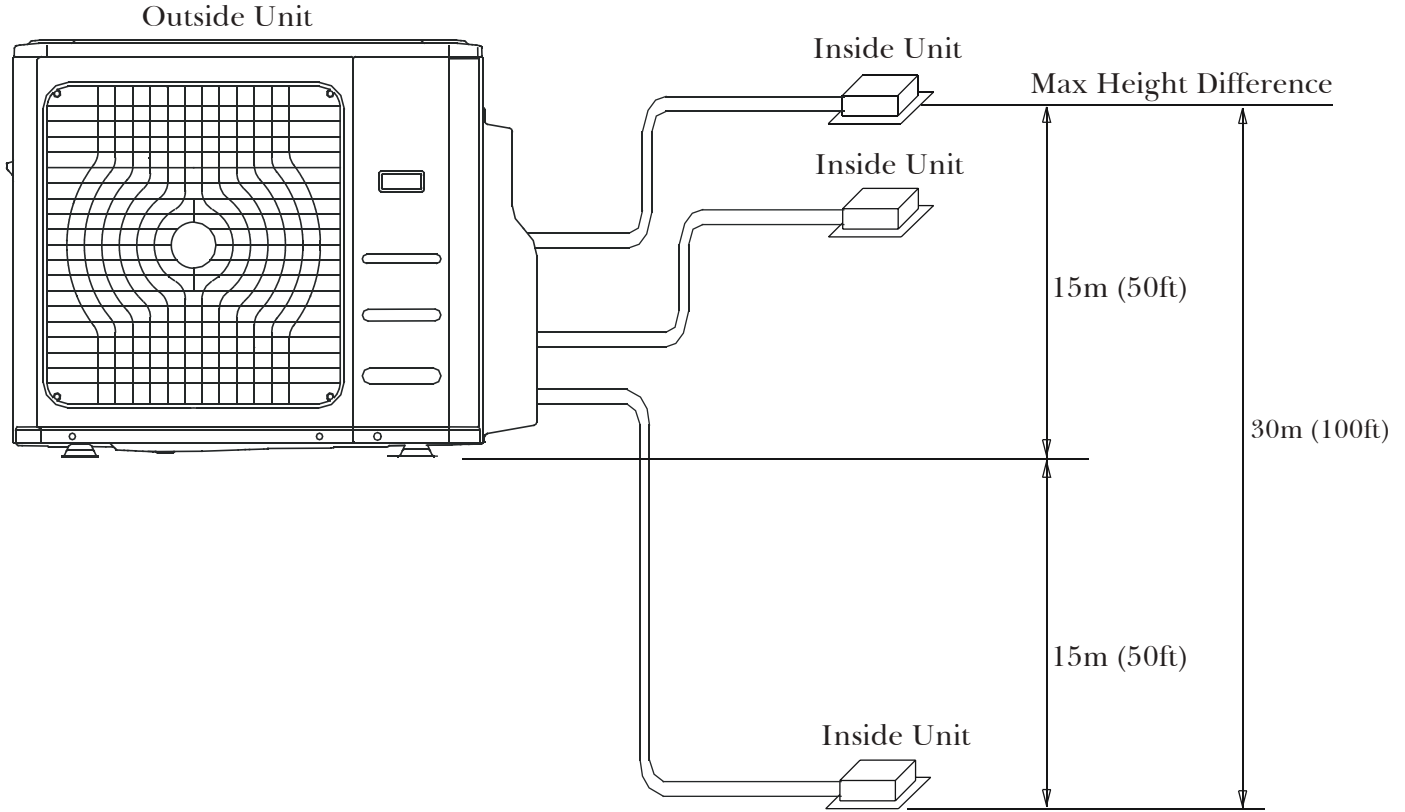 Outside Unit
Inside Unit
Max Height Difference
Inside Unit
15m (50ft)
30m (100ft)
15m (50ft)
Inside Unit